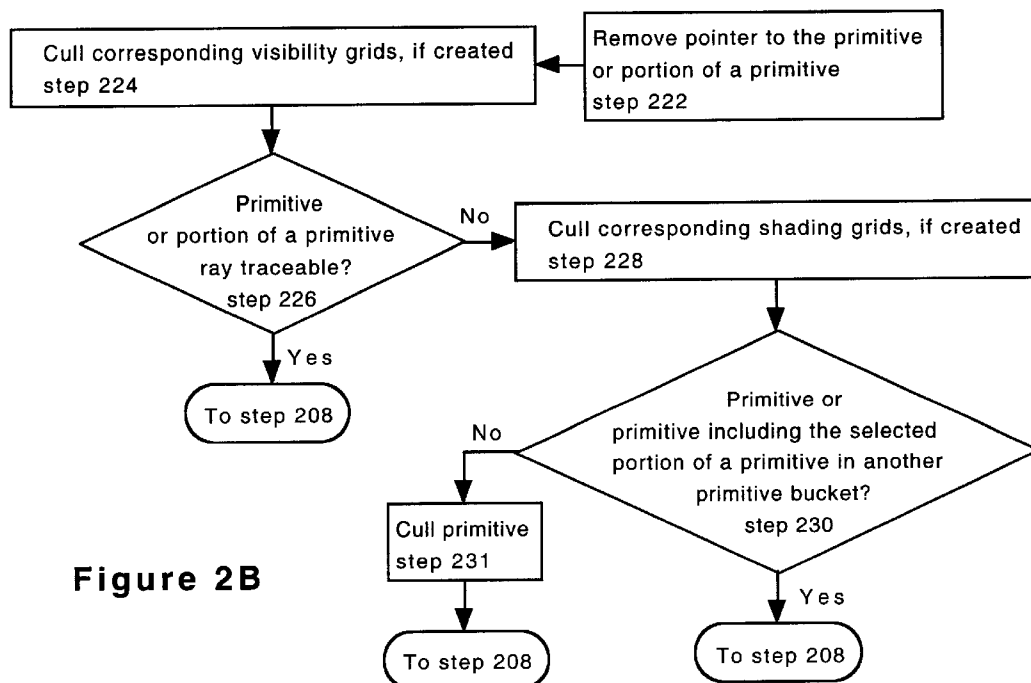 Cull corresponding visibility grids, if created
step 224
Remove pointer to the primitive
or portion of a primitive
step 222
Primitive
or portion of a primitive
ray traceable?
step 226
No
Cull corresponding shading grids, if created
step 228
Yes
To step 208
Primitive or
primitive including the selected
portion of a primitive in another
primitive bucket?
step 230
No
Cull primitive
step 231
Yes
To step 208
To step 208
Figure 2B